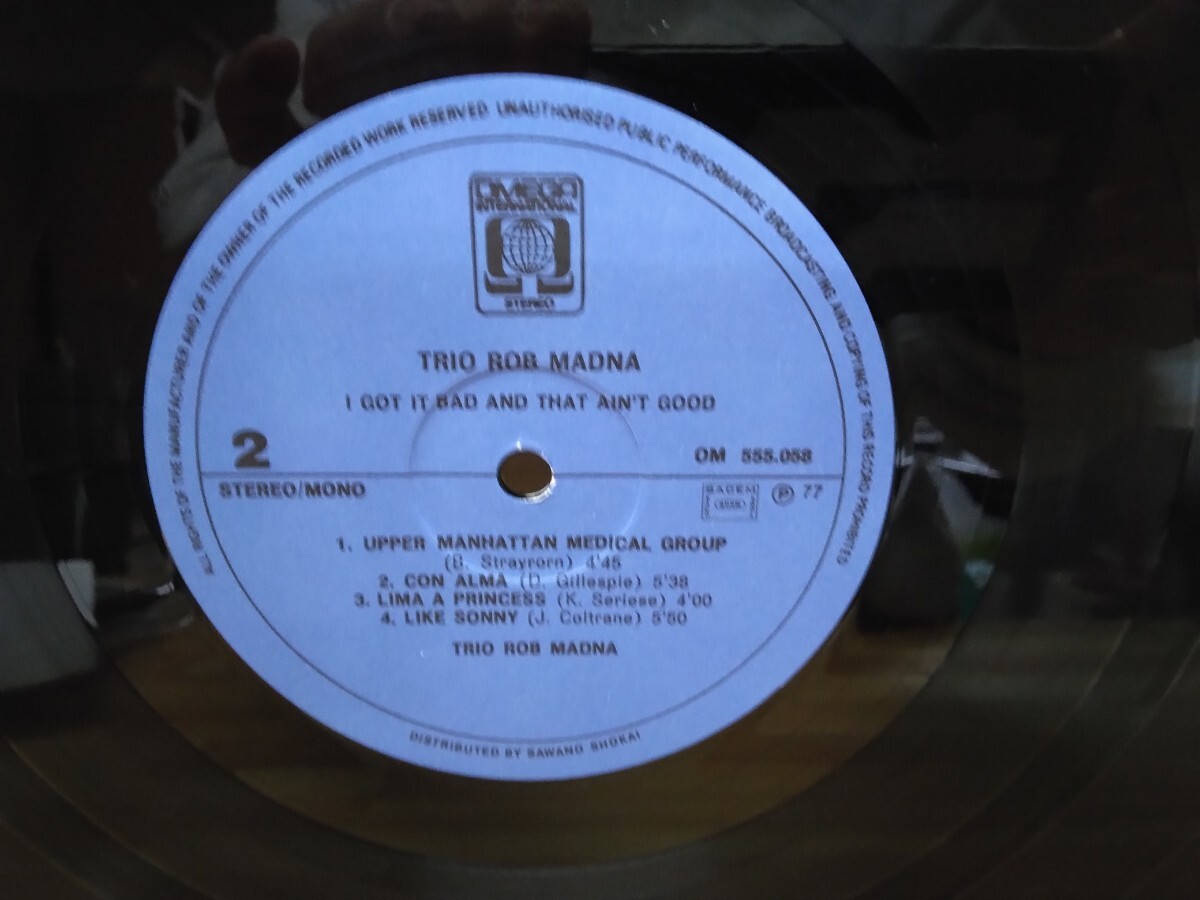 ALL RIGHTS OF THE MANUFACTURER AND OF THE OWNER OF THE RECORDED WORK RESERVED UNAUTHORISED PUBLIC PERFORMANCE BROADCASTING AND COPYING OF THIS RECORD PROHIBITED
OMEGA
INTERNATIONAL
STEREO
TRIO ROB MADNA
I GOT IT BAD AND THAT AIN'T GOOD
2
OM 555.058
STEREO/MONO
SACEM
Ⓟ 77
1. UPPER MANHATTAN MEDICAL GROUP
(B. Strayrorn) 4'45
2. CON ALMA (D. Gillespie) 5'38
3. LIMA A PRINCESS (K. Seriese) 4'00
4. LIKE SONNY (J. Coltrane) 5'50
TRIO ROB MADNA
DISTRIBUTED BY SAWANO SHOKAI